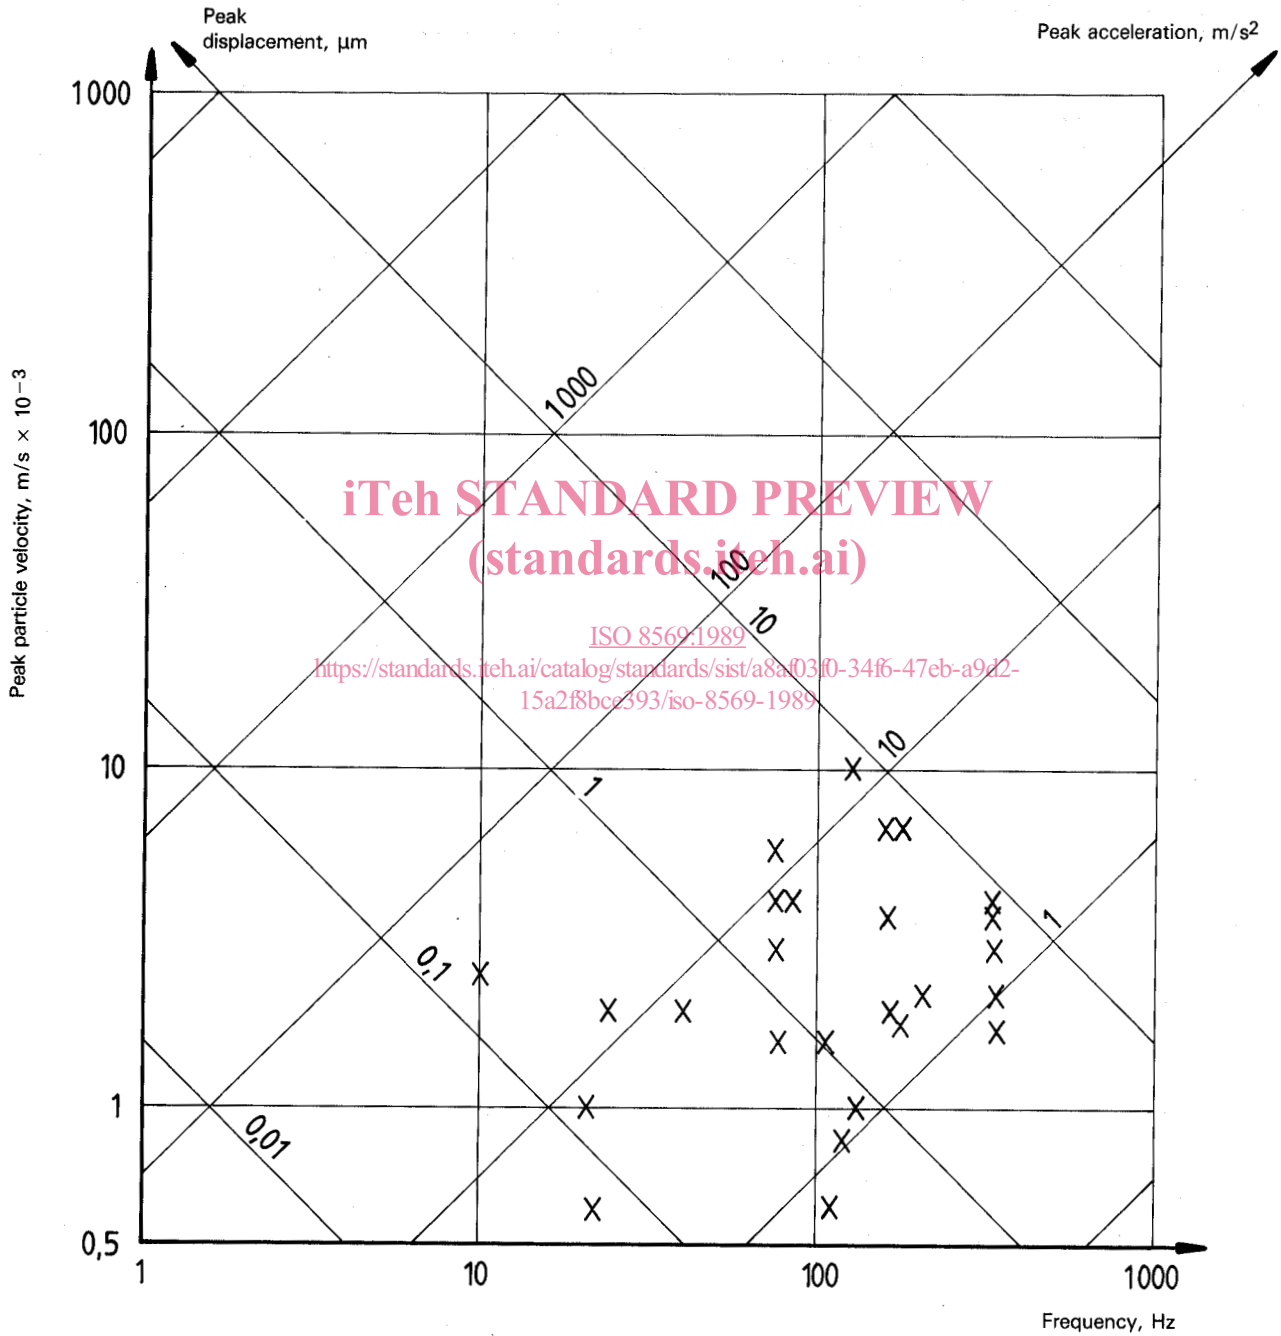 Peak
displacement, μm
Peak acceleration, m/s²
1000
1000
100
Peak particle velocity, m/s × 10⁻³
iTeh STANDARD PREVIEW
(standards.iteh.ai)
100
10
ISO 8569:1989
https://standards.iteh.ai/catalog/standards/sist/a8af03f0-34f6-47eb-a9d2-
15a2f8bcc393/iso-8569-1989
10
10
1
1
0,1
1
0,01
0,5
1
10
100
1000
Frequency, Hz